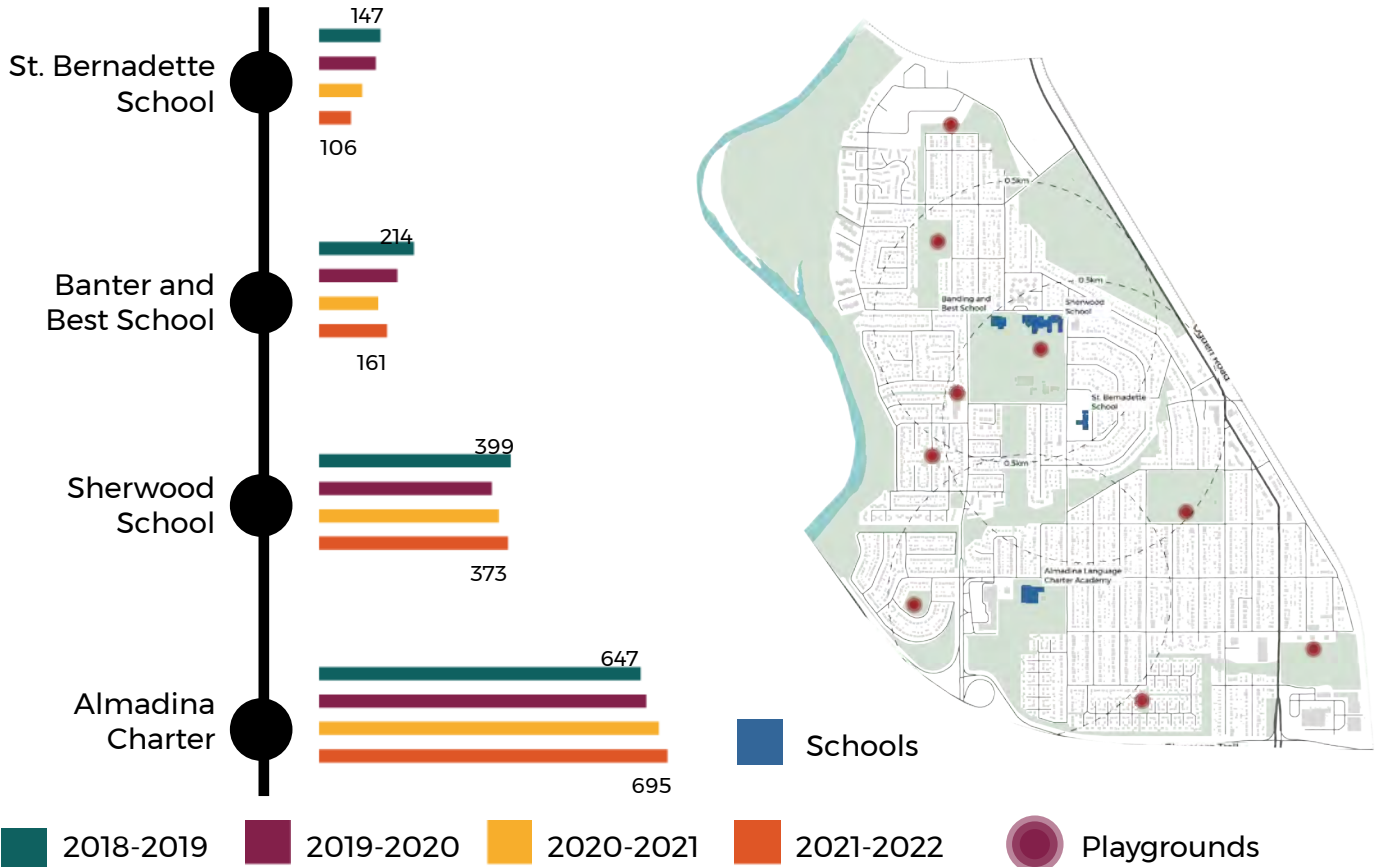 147
St. Bernadette
School
106
214
Banter and
Best School
161
399
Sherwood
School
373
647
Almadina
Charter
695
0.5km
0.5km
Banding and
Best School
Sherwood
School
Ogden Road
St. Bernadette
School
0.5km
Almadina Language
Charter Academy
Schools
2018-2019
2019-2020
2020-2021
2021-2022
Playgrounds